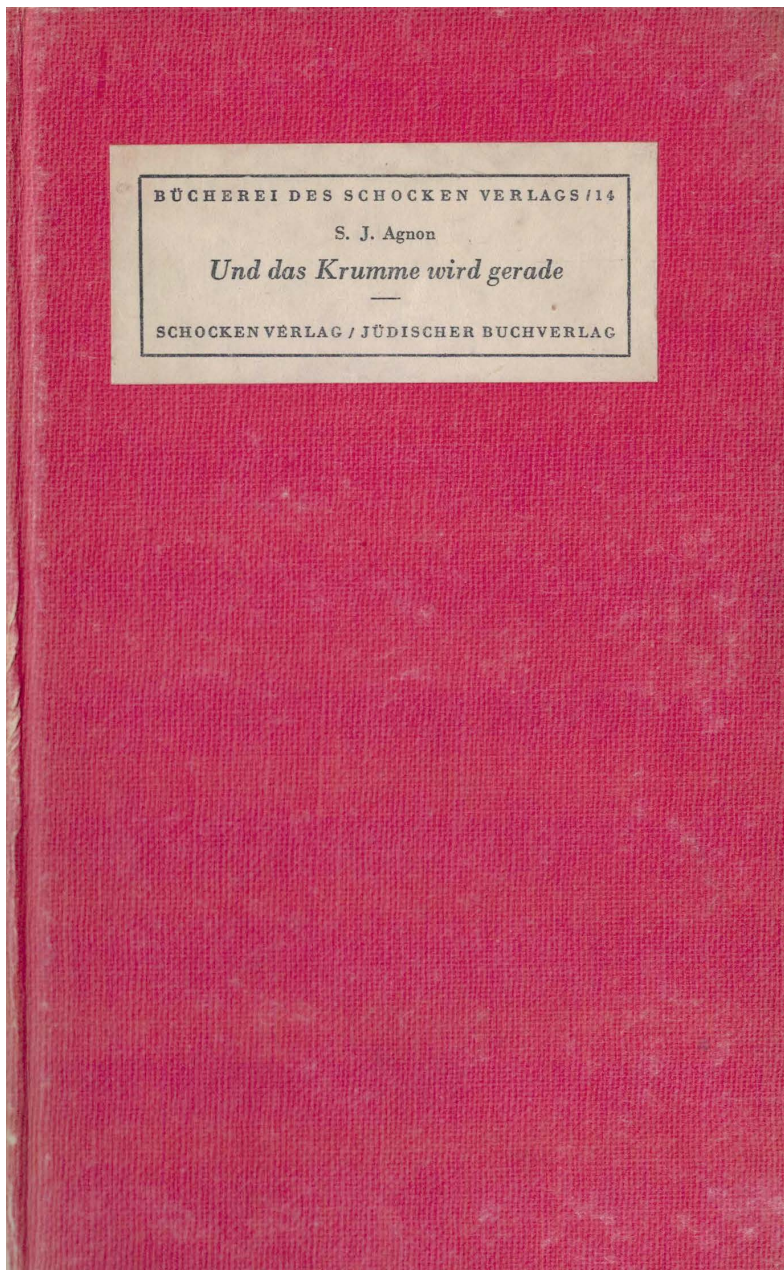 BÜCHEREI DES SCHOCKEN VERLAGS/14
S. J. Agnon
Und das Krumme wird gerade
SCHOCKEN VERLAG / JÜDISCHER BUCHVERLAG